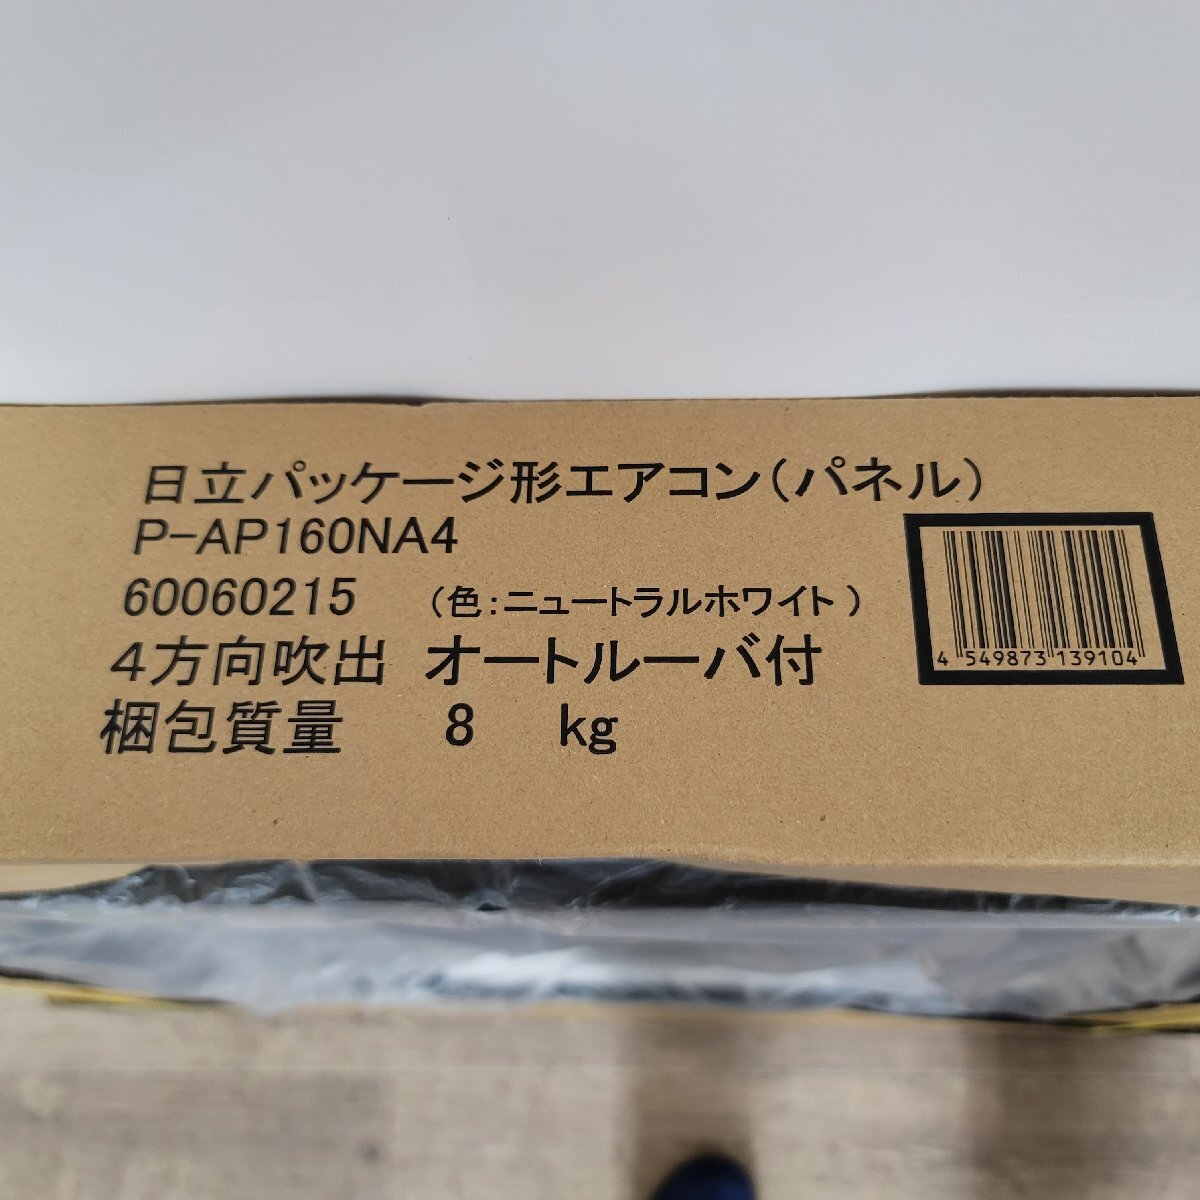 日立パッケージ形エアコン（パネル）
P-AP160NA4
60060215 （色：ニュートラルホワイト）
4方向吹出 オートルーバ付
梱包質量 8 kg
4 549873 139104